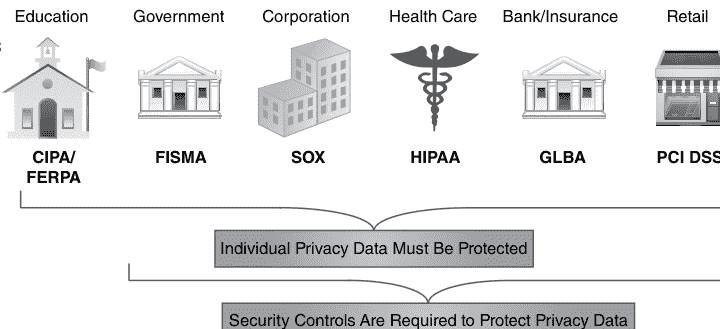 Education Government Corporation Health Care Bank/Insurance Retail
s
CIPA/ FISMA SOX HIPAA GLBA PCI DSS
FERPA
Individual Privacy Data Must Be Protected
Security Controls Are Required to Protect Privacy Data